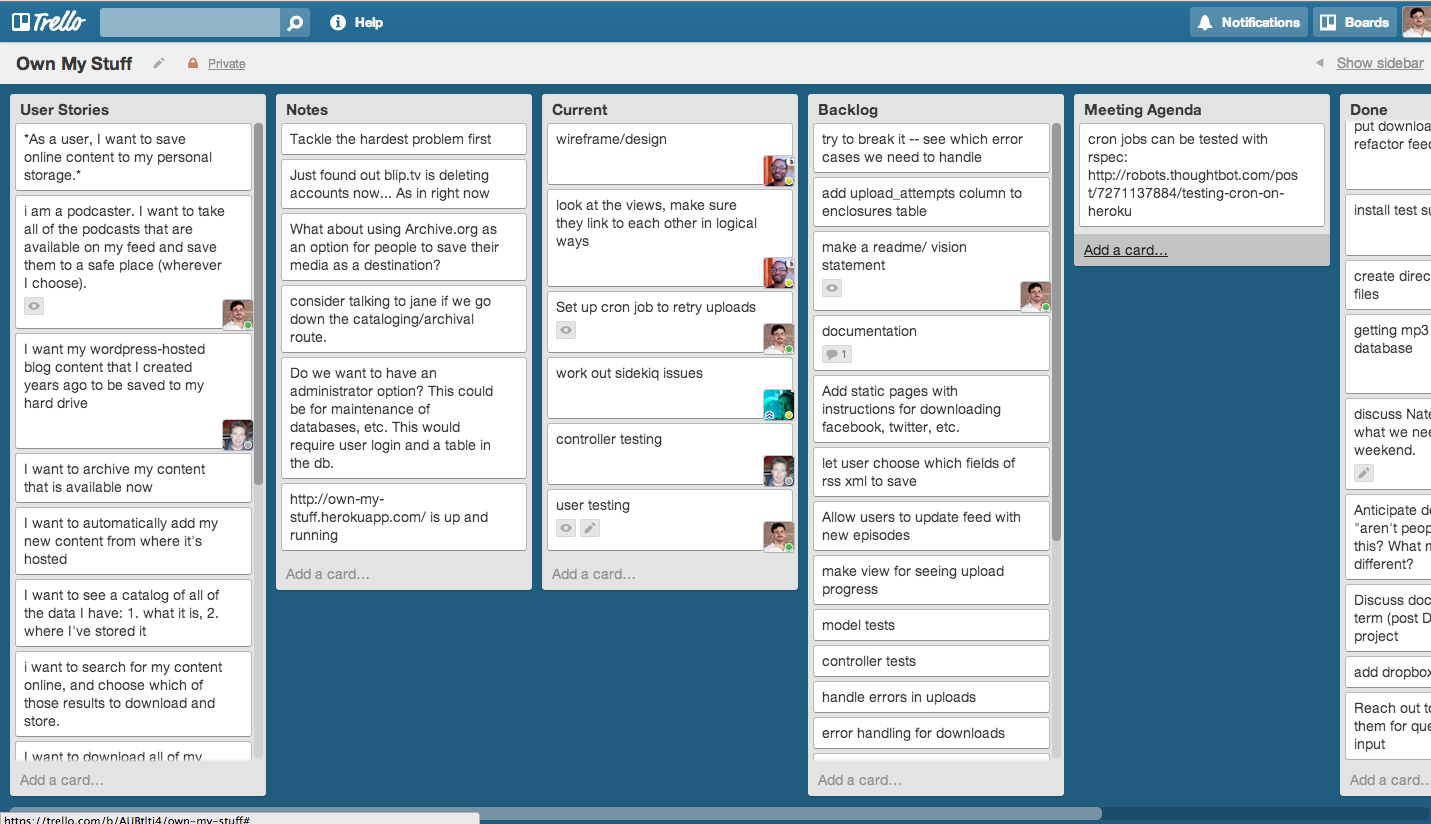 Trello
Help
Notifications
Boards
Own My Stuff
Private
Show sidebar
User Stories
*As a user, I want to save
online content to my personal
storage.*
i am a podcaster. I want to take
all of the podcasts that are
available on my feed and save
them to a safe place (wherever
I choose).
I want my wordpress-hosted
blog content that I created
years ago to be saved to my
hard drive
I want to archive my content
that is available now
I want to automatically add my
new content from where it's
hosted
I want to see a catalog of all of
the data I have: 1. what it is, 2.
where I've stored it
i want to search for my content
online, and choose which of
those results to download and
store.
I want to download all of my
Add a card…
Notes
Tackle the hardest problem first
Just found out blip.tv is deleting
accounts now... As in right now
What about using Archive.org as
an option for people to save their
media as a destination?
consider talking to jane if we go
down the cataloging/archival
route.
Do we want to have an
administrator option? This could
be for maintenance of
databases, etc. This would
require user login and a table in
the db.
http://own-my-
stuff.herokuapp.com/ is up and
running
Add a card…
Current
wireframe/design
look at the views, make sure
they link to each other in logical
ways
Set up cron job to retry uploads
work out sidekiq issues
controller testing
user testing
Add a card…
Backlog
try to break it -- see which error
cases we need to handle
add upload_attempts column to
enclosures table
make a readme/ vision
statement
documentation
1
Add static pages with
instructions for downloading
facebook, twitter, etc.
let user choose which fields of
rss xml to save
Allow users to update feed with
new episodes
make view for seeing upload
progress
model tests
controller tests
handle errors in uploads
error handling for downloads
Add a card…
Meeting Agenda
cron jobs can be tested with
rspec:
http://robots.thoughtbot.com/pos
t/7271137884/testing-cron-on-
heroku
Add a card…
Done
put downloa
refactor feed
install test su
create direc
files
getting mp3
database
discuss Nate
what we nee
weekend.
Anticipate de
"aren't peop
this? What m
different?
Discuss doc
term (post D
project
add dropbox
Reach out to
them for que
input
Add a card…
https://trello.com/b/AUBtltj4/own-my-stuff#